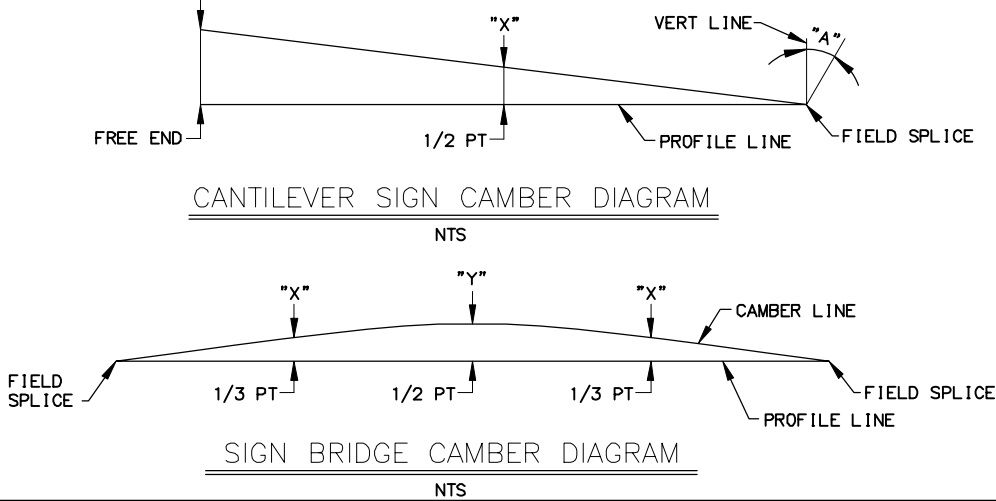 "X"
VERT LINE
"A"
FREE END
1/2 PT
PROFILE LINE
FIELD SPLICE
CANTILEVER SIGN CAMBER DIAGRAM
NTS
"X"
"Y"
"X"
CAMBER LINE
FIELD
SPLICE
1/3 PT
1/2 PT
1/3 PT
FIELD SPLICE
PROFILE LINE
SIGN BRIDGE CAMBER DIAGRAM
NTS